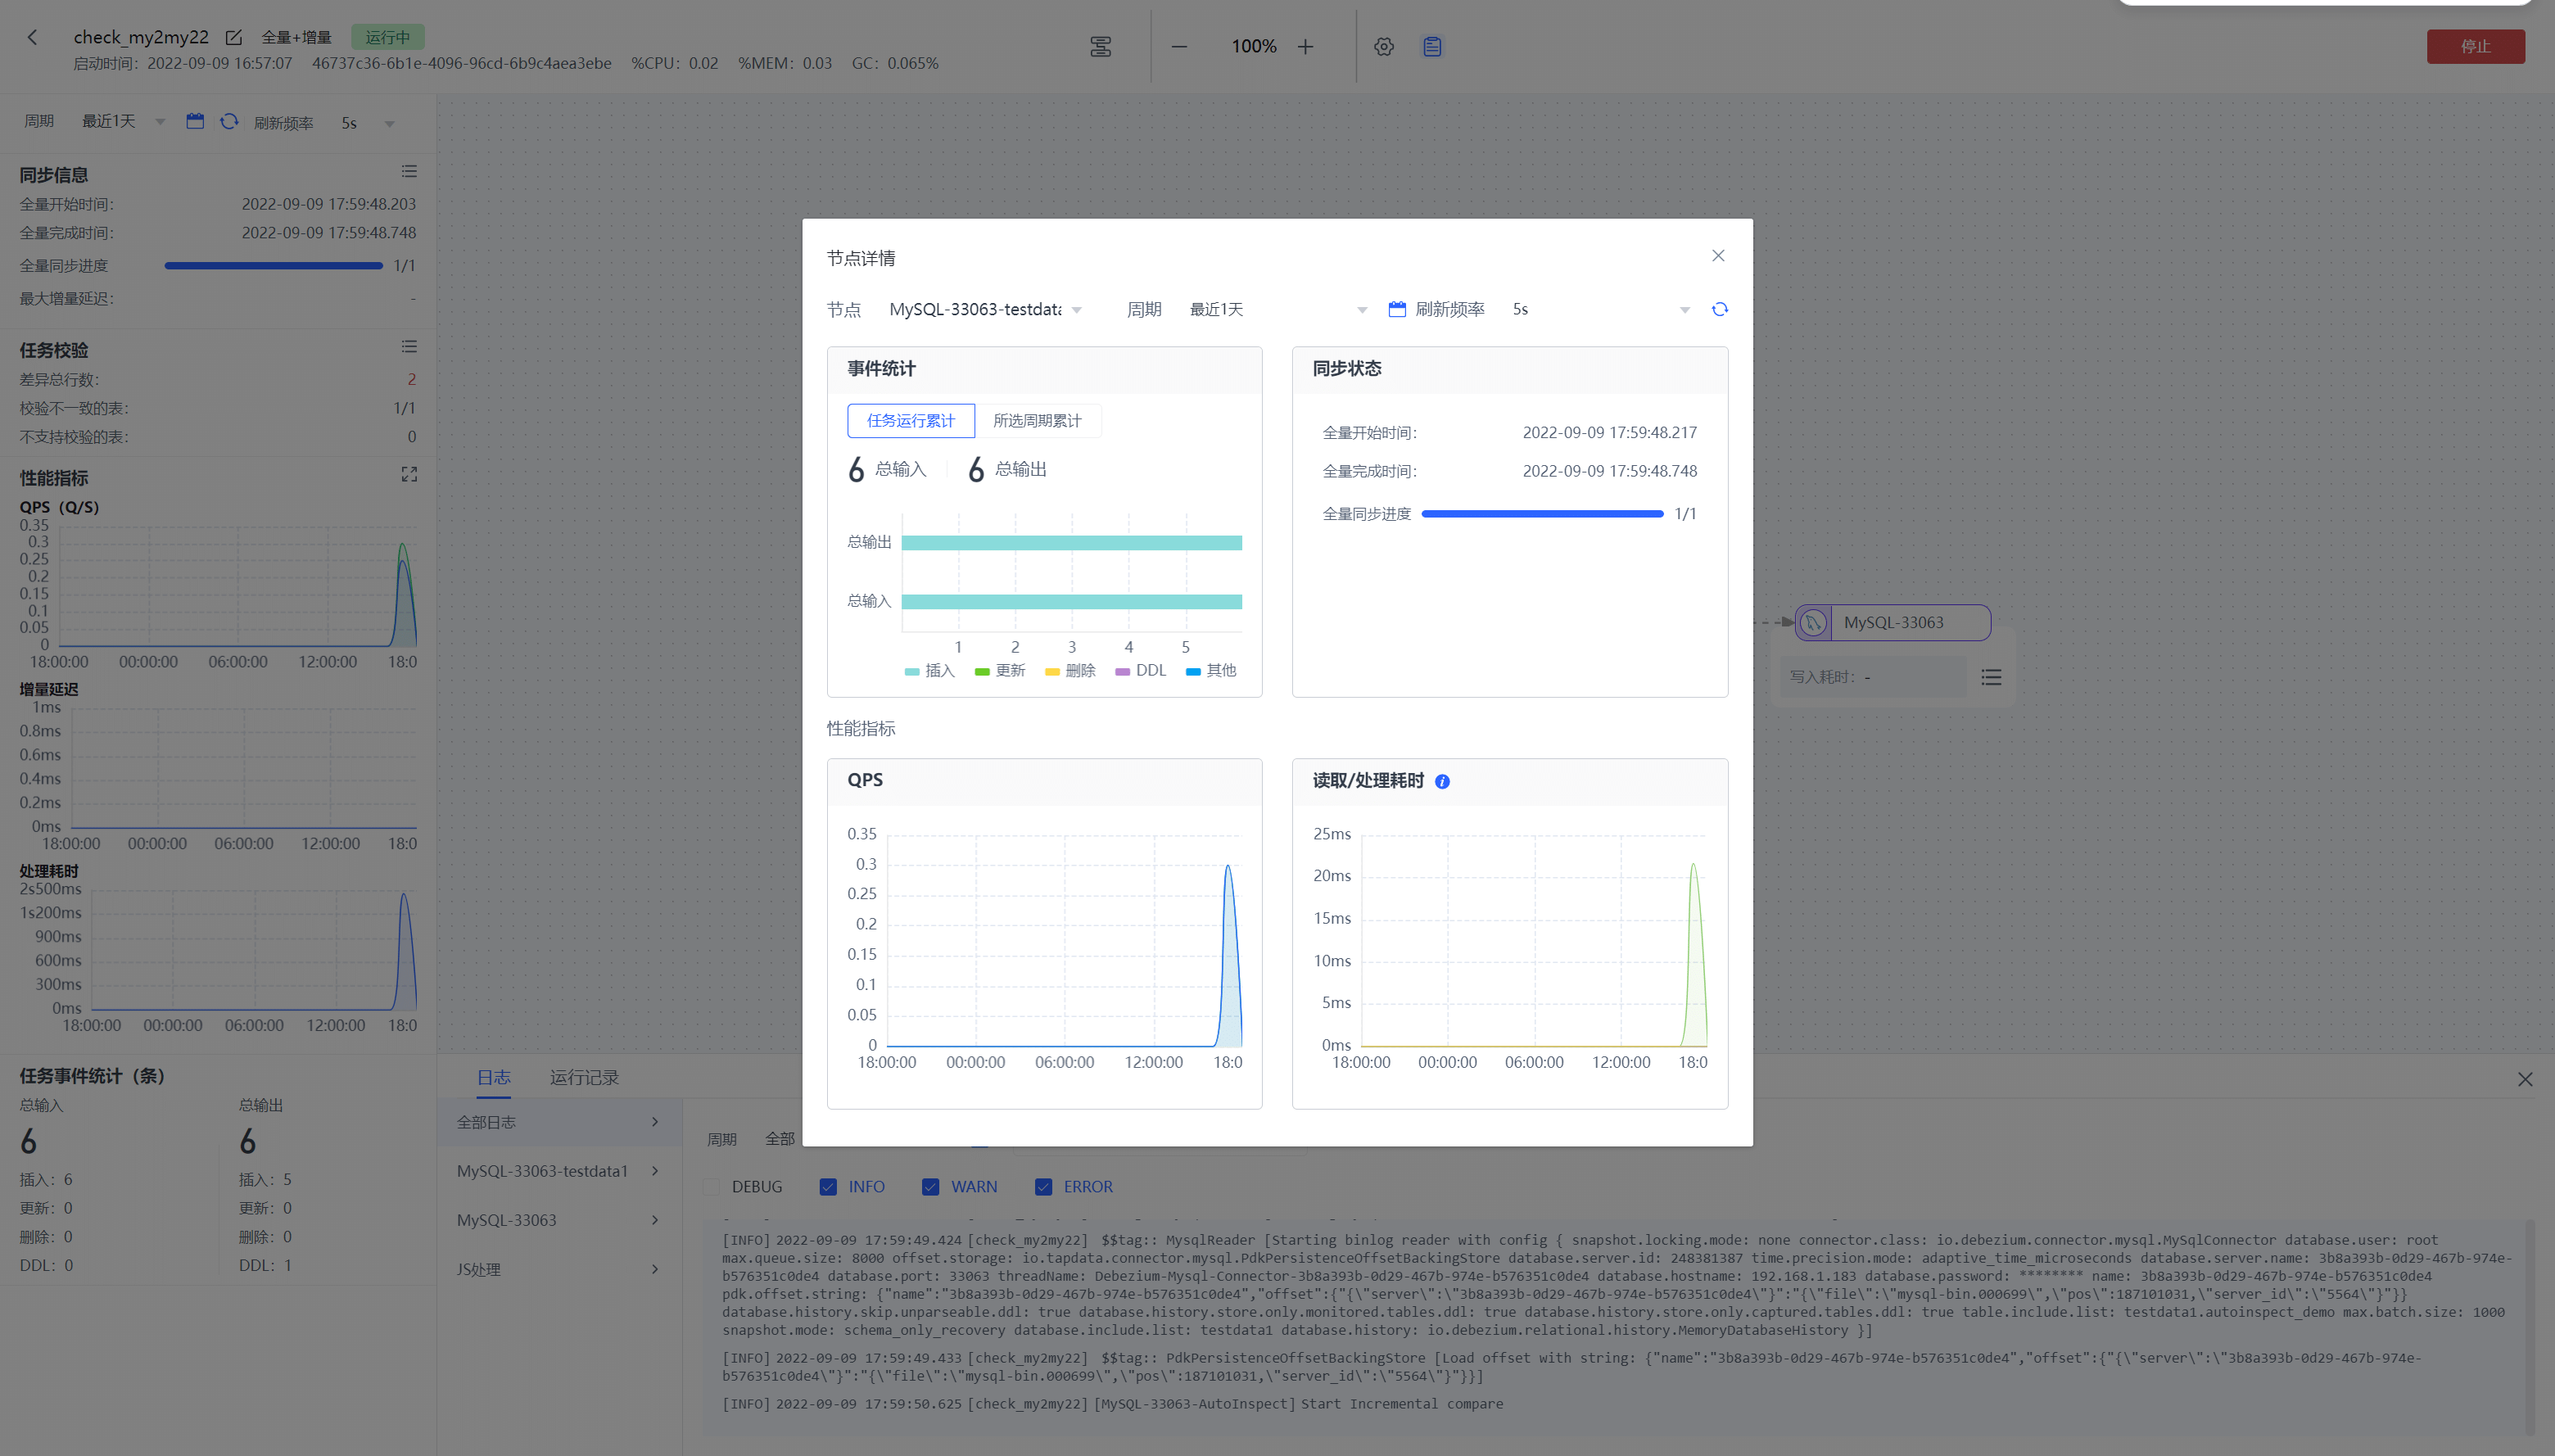 check_my2my22 全量+增量 运行中
启动时间：2022-09-09 16:57:07 46737c36-6b1e-4096-96cd-6b9c4aea3ebe %CPU：0.02 %MEM：0.03 GC：0.065%
100%
停止
周期 最近1天 刷新频率 5s
同步信息
全量开始时间： 2022-09-09 17:59:48.203
全量完成时间： 2022-09-09 17:59:48.748
全量同步进度 1/1
最大增量延迟： -
任务校验
差异总行数： 2
校验不一致的表： 1/1
不支持校验的表： 0
性能指标
QPS（Q/S）
0.35
0.3
0.25
0.2
0.15
0.1
0.05
0
18:00:00 00:00:00 06:00:00 12:00:00 18:0
增量延迟
1ms
0.8ms
0.6ms
0.4ms
0.2ms
0ms
18:00:00 00:00:00 06:00:00 12:00:00 18:0
处理耗时
2s500ms
1s200ms
900ms
600ms
300ms
0ms
18:00:00 00:00:00 06:00:00 12:00:00 18:0
任务事件统计（条）
总输入 总输出
6 6
插入：6 插入：5
更新：0 更新：0
删除：0 删除：0
DDL：0 DDL：1
节点详情
节点 MySQL-33063-testdata 周期 最近1天 刷新频率 5s
事件统计
任务运行累计 所选周期累计
6 总输入 6 总输出
总输出
总输入
1 2 3 4 5
插入 更新 删除 DDL 其他
同步状态
全量开始时间： 2022-09-09 17:59:48.217
全量完成时间： 2022-09-09 17:59:48.748
全量同步进度 1/1
性能指标
QPS
0.35
0.3
0.25
0.2
0.15
0.1
0.05
0
18:00:00 00:00:00 06:00:00 12:00:00 18:0
读取/处理耗时
25ms
20ms
15ms
10ms
5ms
0ms
18:00:00 00:00:00 06:00:00 12:00:00 18:0
MySQL-33063
写入耗时： -
日志 运行记录
全部日志
MySQL-33063-testdata1
MySQL-33063
JS处理
周期 全部
DEBUG INFO WARN ERROR
[INFO] 2022-09-09 17:59:49.424 [check_my2my22] $$tag:: MysqlReader [Starting binlog reader with config { snapshot.locking.mode: none connector.class: io.debezium.connector.mysql.MySqlConnector database.user: root
max.queue.size: 8000 offset.storage: io.tapdata.connector.mysql.PdkPersistenceOffsetBackingStore database.server.id: 248381387 time.precision.mode: adaptive_time_microseconds database.server.name: 3b8a393b-0d29-467b-974e-
b576351c0de4 database.port: 33063 threadName: Debezium-Mysql-Connector-3b8a393b-0d29-467b-974e-b576351c0de4 database.hostname: 192.168.1.183 database.password: ******** name: 3b8a393b-0d29-467b-974e-b576351c0de4
pdk.offset.string: {"name":"3b8a393b-0d29-467b-974e-b576351c0de4","offset":{"{\"server\":\"3b8a393b-0d29-467b-974e-b576351c0de4\"}":"{\"file\":\"mysql-bin.000699\",\"pos\":187101031,\"server_id\":\"5564\"}"}}
database.history.skip.unparseable.ddl: true database.history.store.only.monitored.tables.ddl: true database.history.store.only.captured.tables.ddl: true table.include.list: testdata1.autoinspect_demo max.batch.size: 1000
snapshot.mode: schema_only_recovery database.include.list: testdata1 database.history: io.debezium.relational.history.MemoryDatabaseHistory }]
[INFO] 2022-09-09 17:59:49.433 [check_my2my22] $$tag:: PdkPersistenceOffsetBackingStore [Load offset with string: {"name":"3b8a393b-0d29-467b-974e-b576351c0de4","offset":{"{\"server\":\"3b8a393b-0d29-467b-974e-
b576351c0de4\"}":"{\"file\":\"mysql-bin.000699\",\"pos\":187101031,\"server_id\":\"5564\"}"}}]
[INFO] 2022-09-09 17:59:50.625 [check_my2my22] [MySQL-33063-AutoInspect] Start Incremental compare